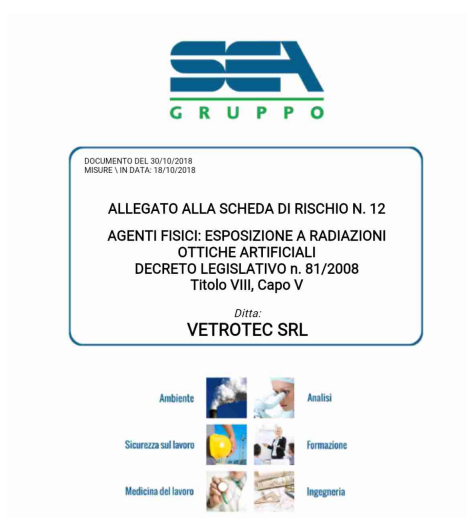 SEA
GRUPPO
DOCUMENTO DEL 30/10/2018
MISURE \ IN DATA: 18/10/2018
ALLEGATO ALLA SCHEDA DI RISCHIO N. 12
AGENTI FISICI: ESPOSIZIONE A RADIAZIONI
OTTICHE ARTIFICIALI
DECRETO LEGISLATIVO n. 81/2008
Titolo VIII, Capo V
Ditta:
VETROTEC SRL
Ambiente
Analisi
Sicurezza sul lavoro
Formazione
Medicina del lavoro
Ingegneria